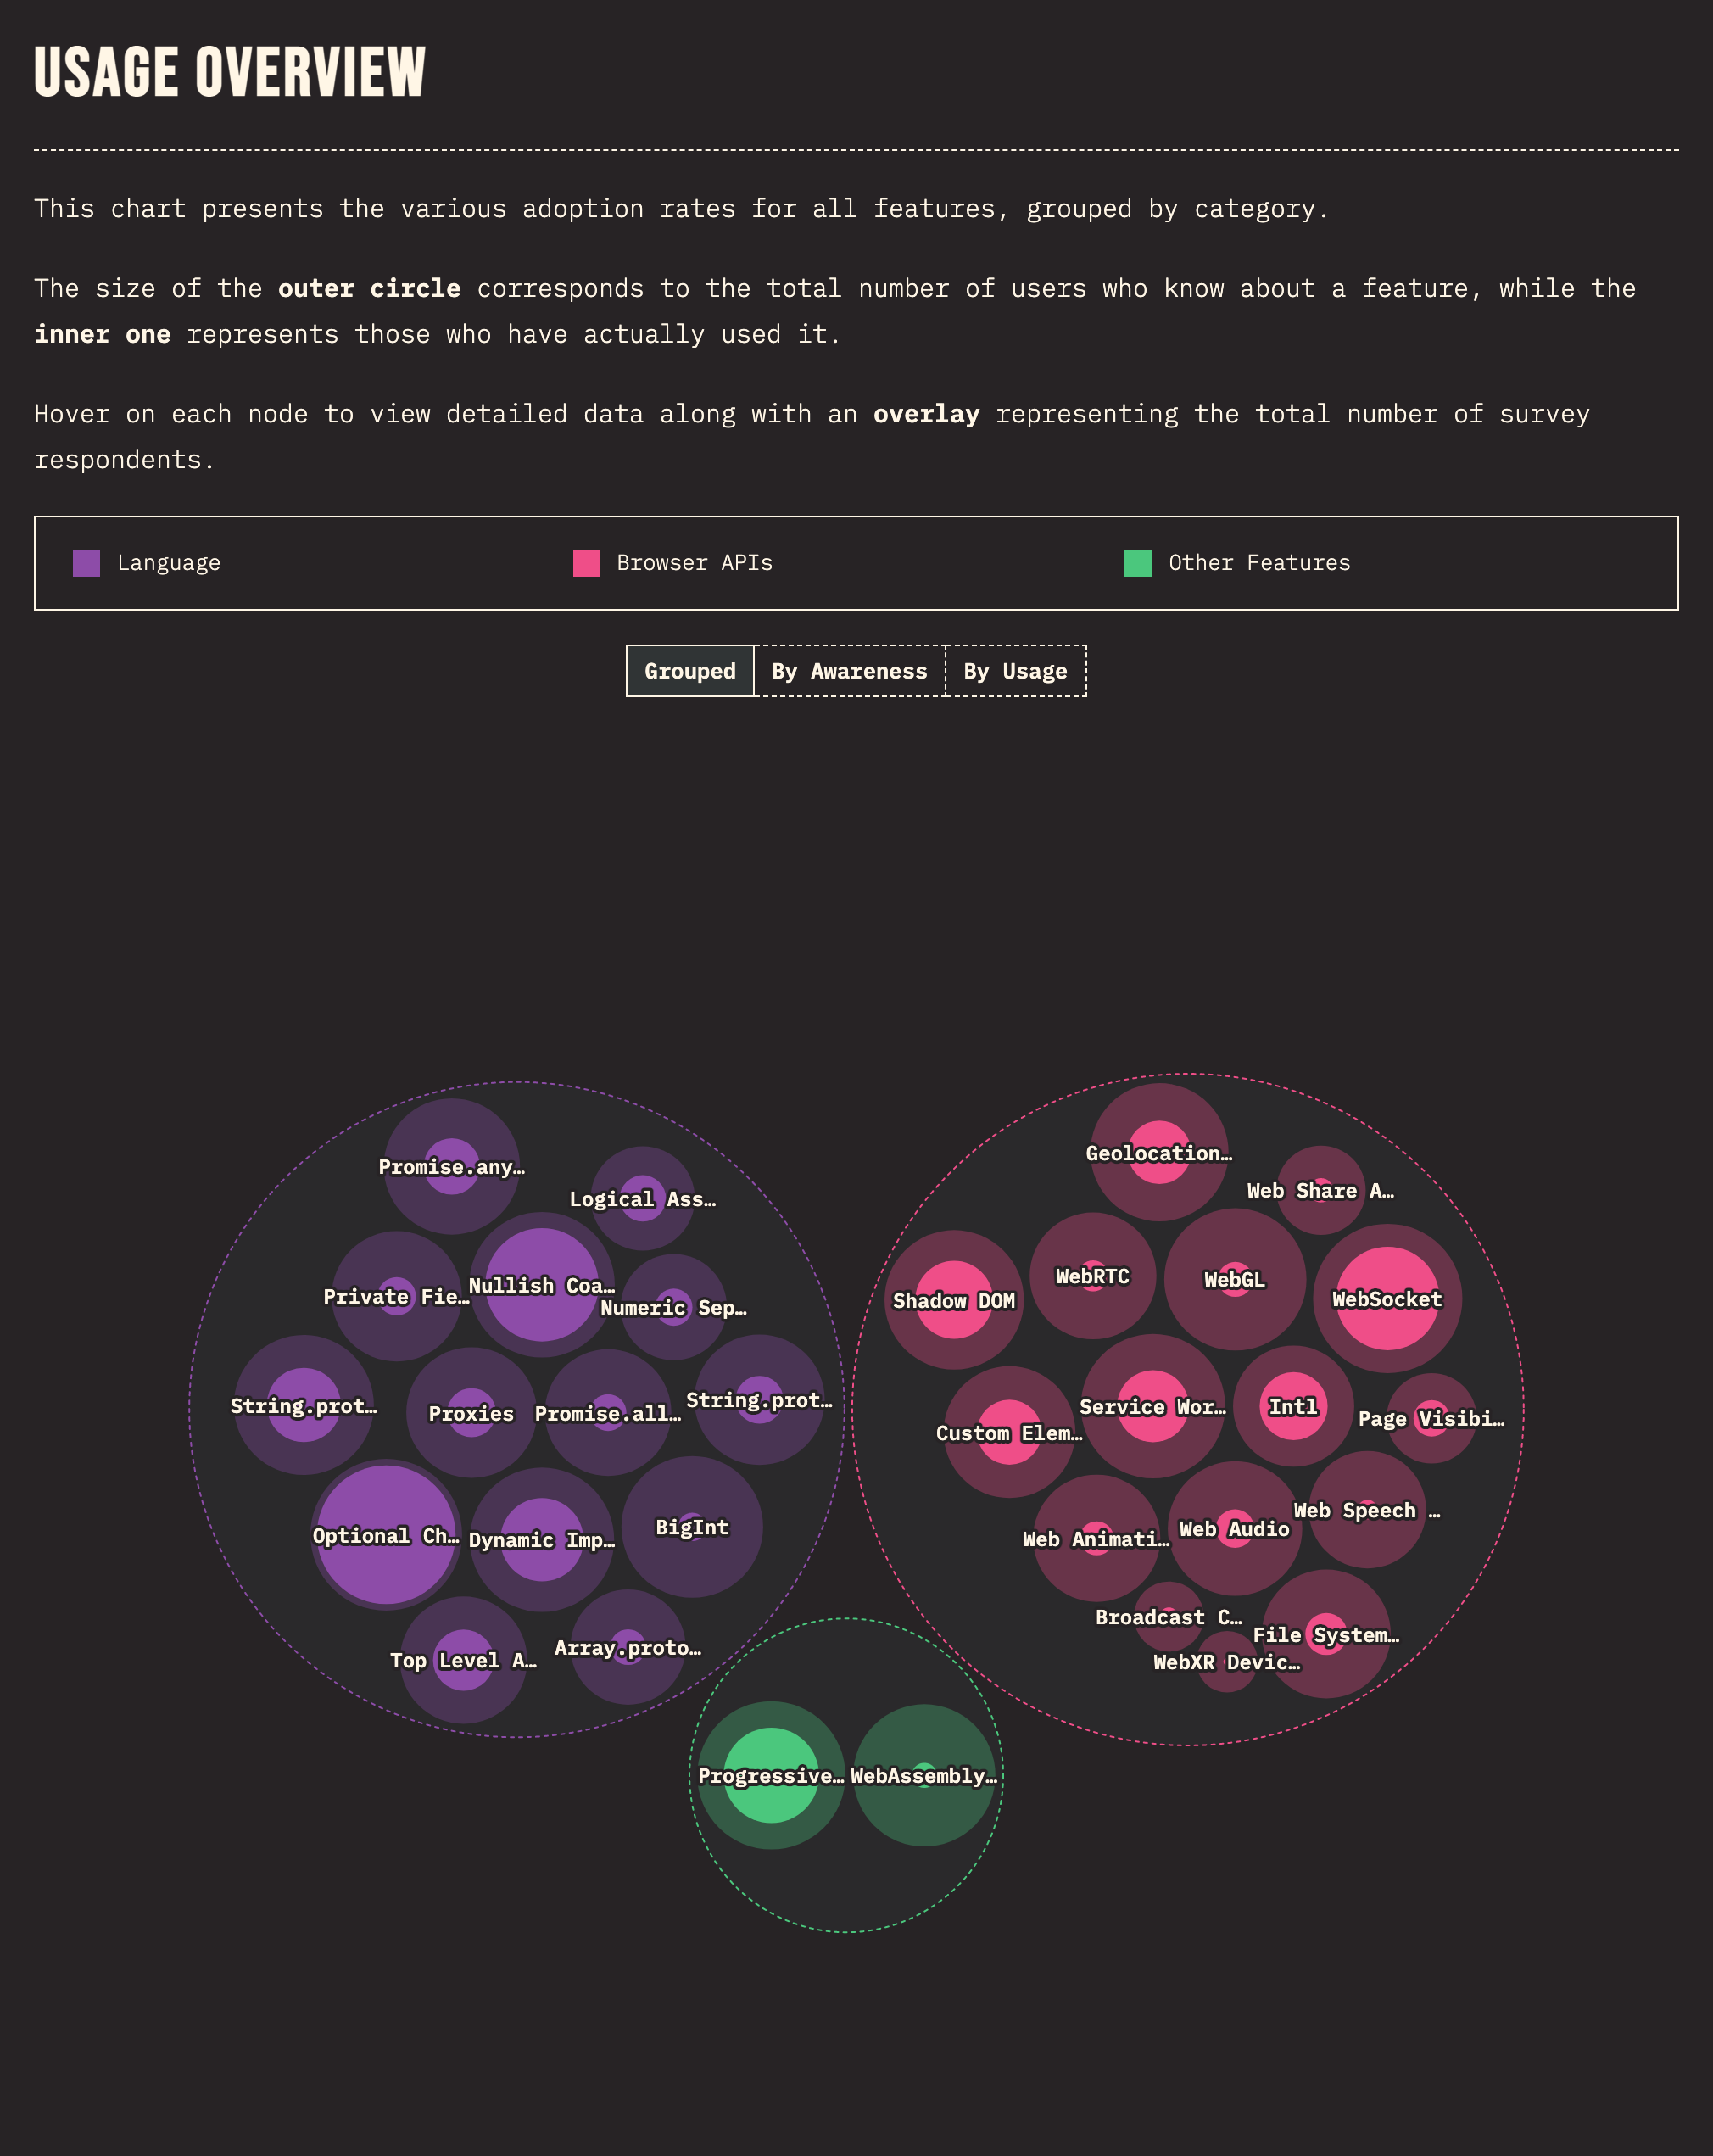 USAGE OVERVIEW
This chart presents the various adoption rates for all features, grouped by category.
The size of the outer circle corresponds to the total number of users who know about a feature, while the
inner one represents those who have actually used it.
Hover on each node to view detailed data along with an overlay representing the total number of survey
respondents.
Language
Browser APIs
Other Features
Grouped
By Awareness
By Usage
Promise.any…
Logical Ass…
Private Fie…
Nullish Coa…
Numeric Sep…
String.prot…
Proxies
Promise.all…
String.prot…
Optional Ch…
Dynamic Imp…
BigInt
Top Level A…
Array.proto…
Geolocation…
Web Share A…
Shadow DOM
WebRTC
WebGL
WebSocket
Custom Elem…
Service Wor…
Intl
Page Visibi…
Web Animati…
Web Audio
Web Speech …
Broadcast C…
File System…
WebXR Devic…
Progressive…
WebAssembly…